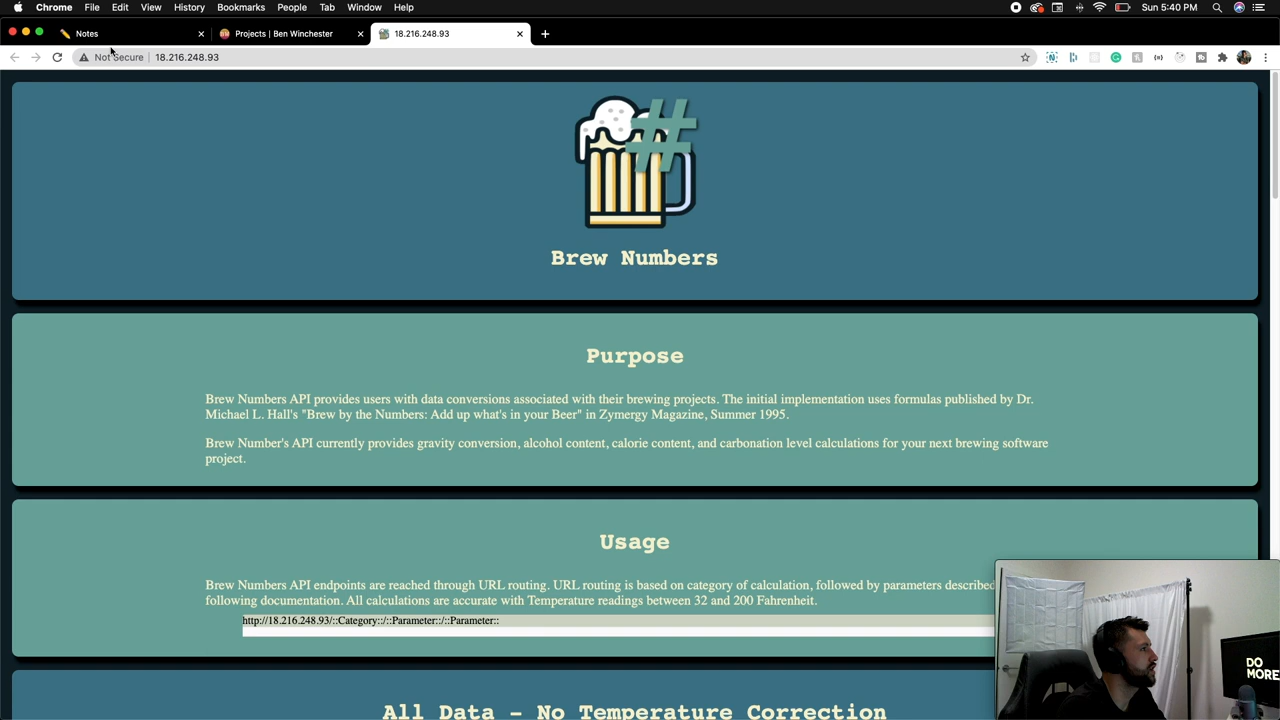 Chrome File Edit View History Bookmarks People Tab Window Help Sun 5:40 PM
Notes Projects | Ben Winchester 18.216.248.93
Not Secure 18.216.248.93
#
Brew Numbers
Purpose
Brew Numbers API provides users with data conversions associated with their brewing projects. The initial implementation uses formulas published by Dr.
Michael L. Hall's "Brew by the Numbers: Add up what's in your Beer" in Zymergy Magazine, Summer 1995.
Brew Number's API currently provides gravity conversion, alcohol content, calorie content, and carbonation level calculations for your next brewing software
project.
Usage
Brew Numbers API endpoints are reached through URL routing. URL routing is based on category of calculation, followed by parameters described
following documentation. All calculations are accurate with Temperature readings between 32 and 200 Fahrenheit.
http://18.216.248.93/::Category::/::Parameter::/::Parameter::
DO
MORE
All Data - No Temperature Correction